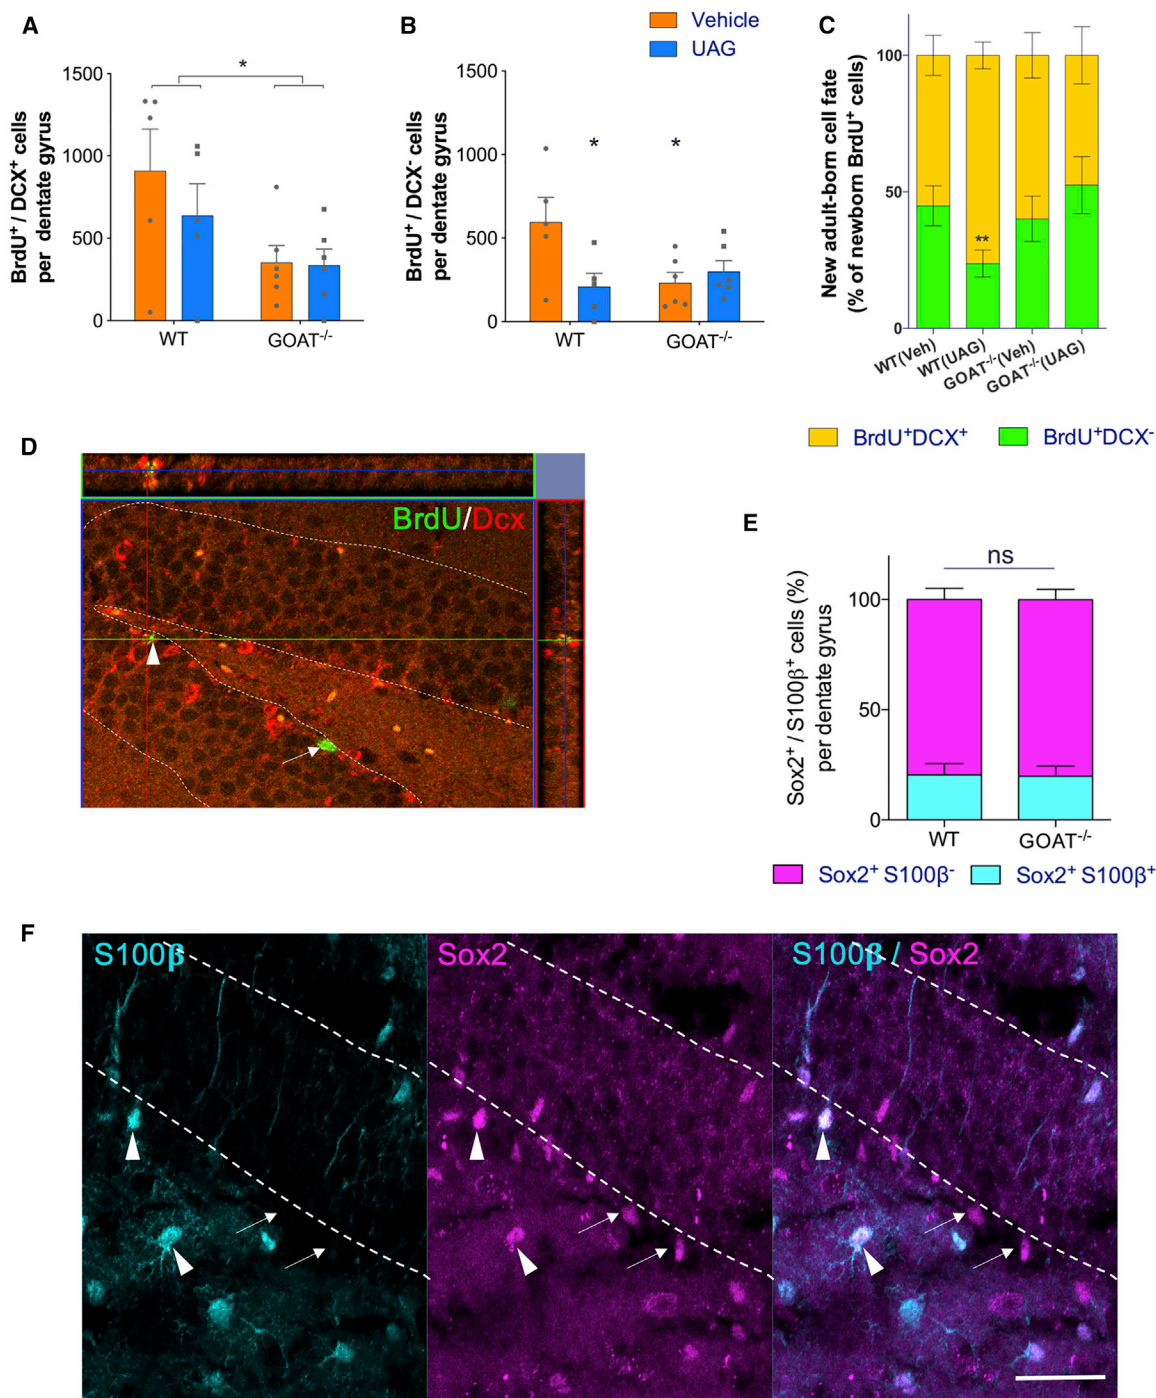 A
BrdU⁺ / DCX⁺ cells
per dentate gyrus
1500
1000
500
0
*
WT
GOAT⁻/⁻
B
Vehicle
UAG
BrdU⁺ / DCX⁻ cells
per dentate gyrus
1500
1000
500
0
*
*
WT
GOAT⁻/⁻
C
New adult-born cell fate
(% of newborn BrdU⁺ cells)
100
50
0
**
WT(Veh)
WT(UAG)
GOAT⁻/⁻(Veh)
GOAT⁻/⁻(UAG)
BrdU⁺DCX⁺
BrdU⁺DCX⁻
D
BrdU/Dcx
E
Sox2⁺ / S100β⁺ cells (%)
per dentate gyrus
ns
100
50
0
WT
GOAT⁻/⁻
Sox2⁺ S100β⁻
Sox2⁺ S100β⁺
F
S100β
Sox2
S100β / Sox2